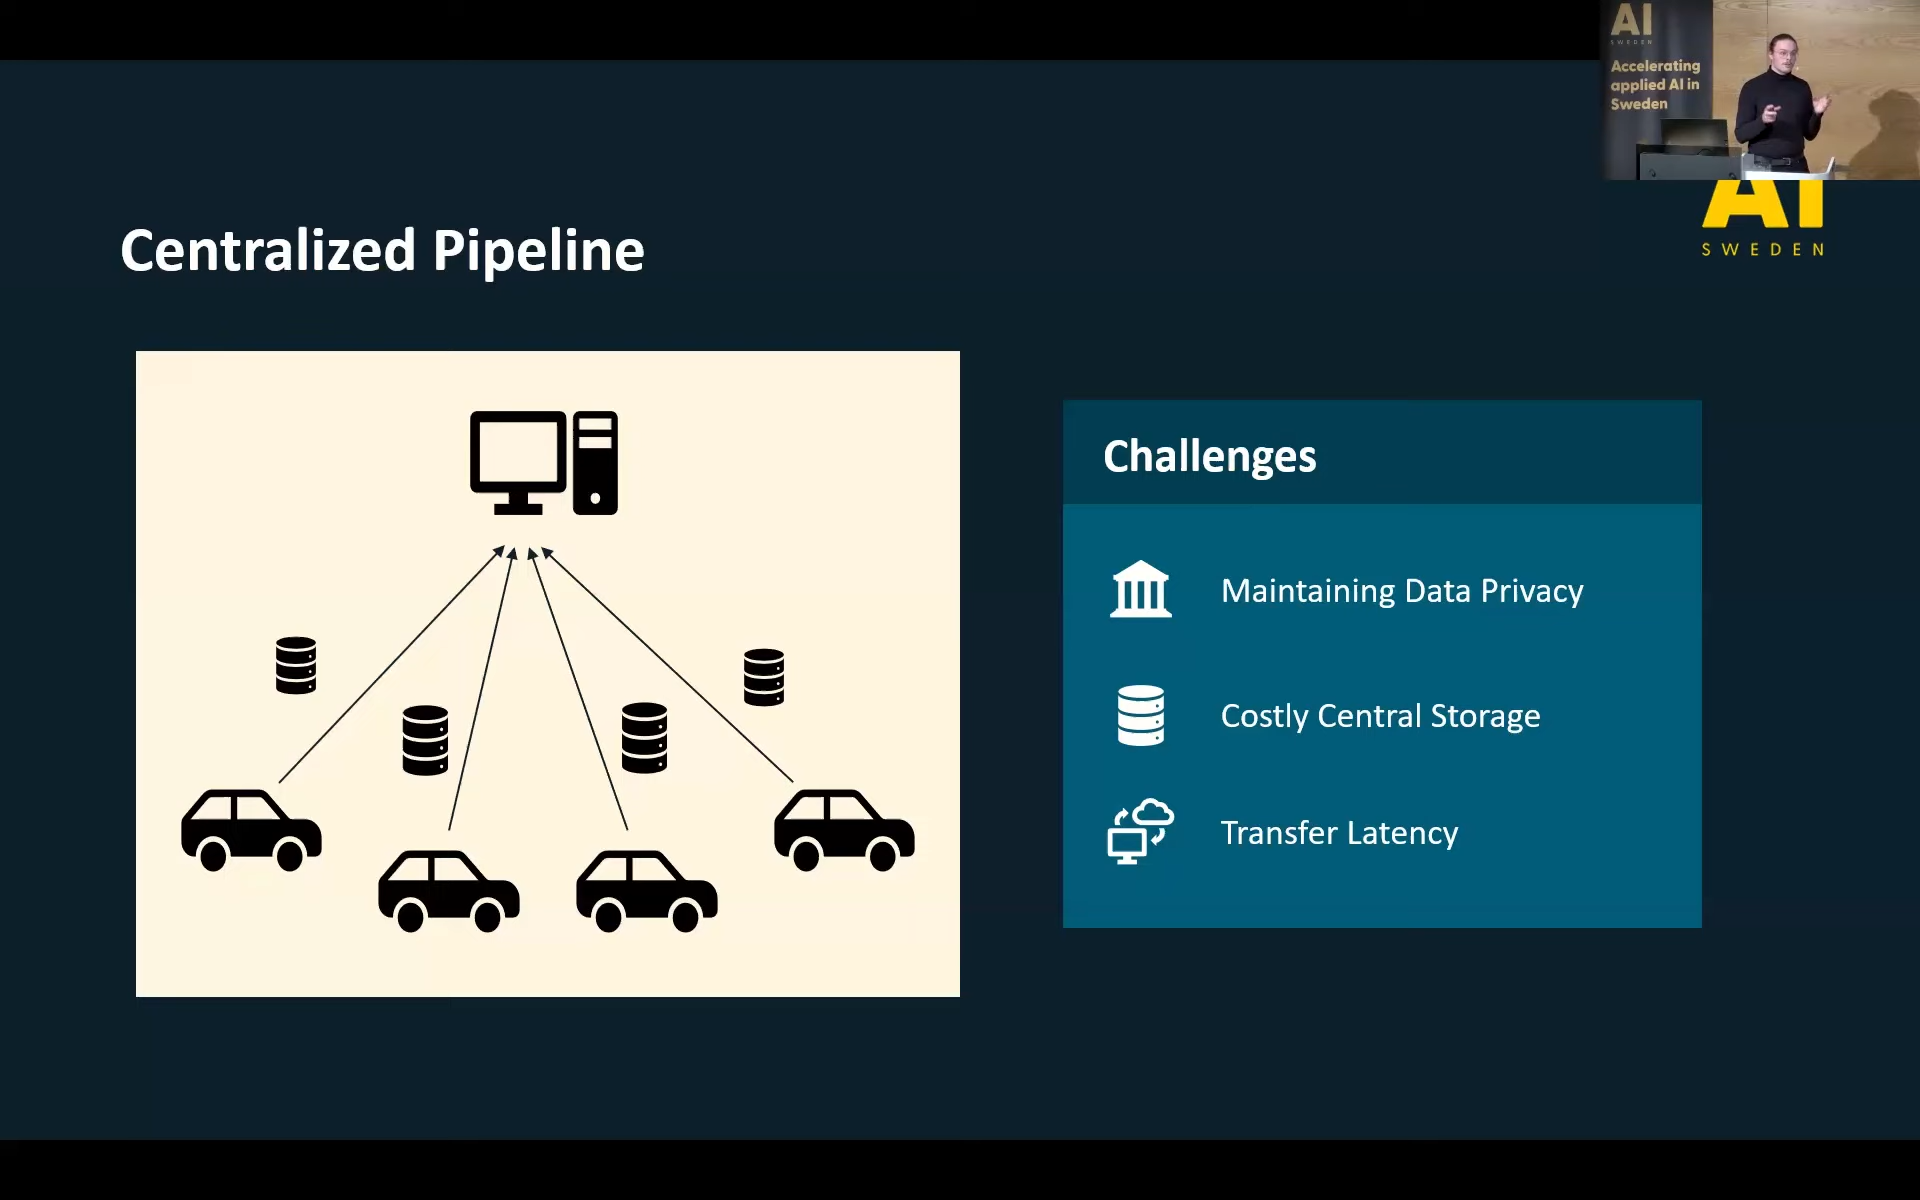 AI
SWEDEN
Accelerating
applied AI in
Sweden
AI
SWEDEN
Centralized Pipeline
Challenges
Maintaining Data Privacy
Costly Central Storage
Transfer Latency